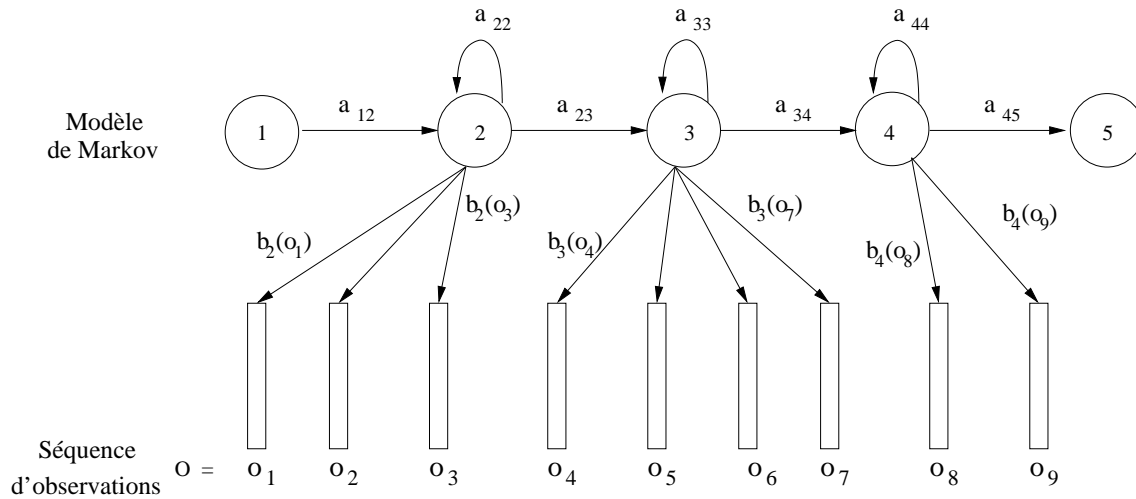 a 22 a 33 a 44
a 12 a 23 a 34 a 45
Modèle
de Markov
1 2 3 4 5
b2(o1) b2(o3) b3(o4) b3(o7) b4(o8) b4(o9)
Séquence
d'observations
O = o1 o2 o3 o4 o5 o6 o7 o8 o9